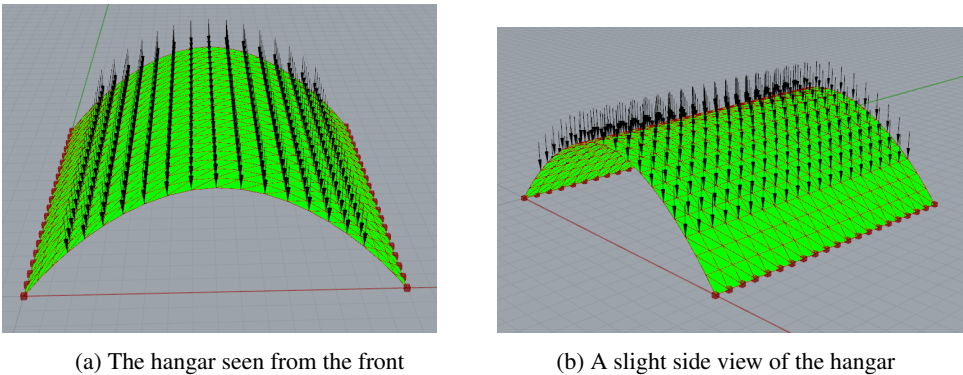 (a) The hangar seen from the front
(b) A slight side view of the hangar